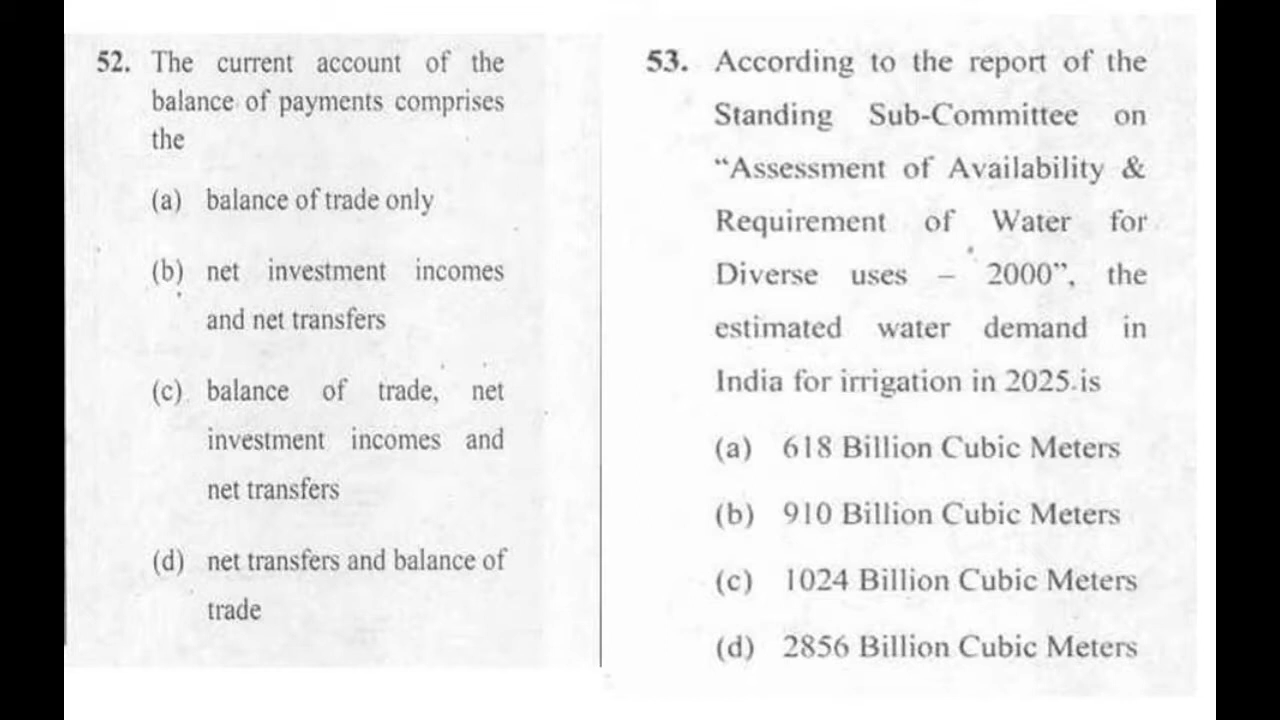 52. The current account of the
balance of payments comprises
the
(a) balance of trade only
(b) net investment incomes
and net transfers
(c) balance of trade, net
investment incomes and
net transfers
(d) net transfers and balance of
trade
53. According to the report of the
Standing Sub-Committee on
“Assessment of Availability &
Requirement of Water for
Diverse uses – 2000”, the
estimated water demand in
India for irrigation in 2025 is
(a) 618 Billion Cubic Meters
(b) 910 Billion Cubic Meters
(c) 1024 Billion Cubic Meters
(d) 2856 Billion Cubic Meters